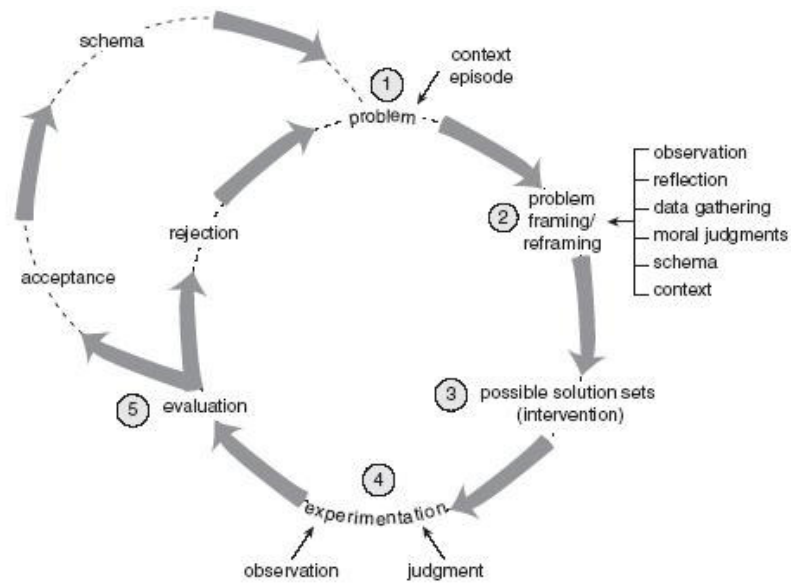 schema
context
episode
1
problem
observation
reflection
data gathering
moral judgments
schema
context
2
problem
framing/
reframing
rejection
acceptance
3
possible solution sets
(intervention)
5
evaluation
4
experimentation
observation
judgment